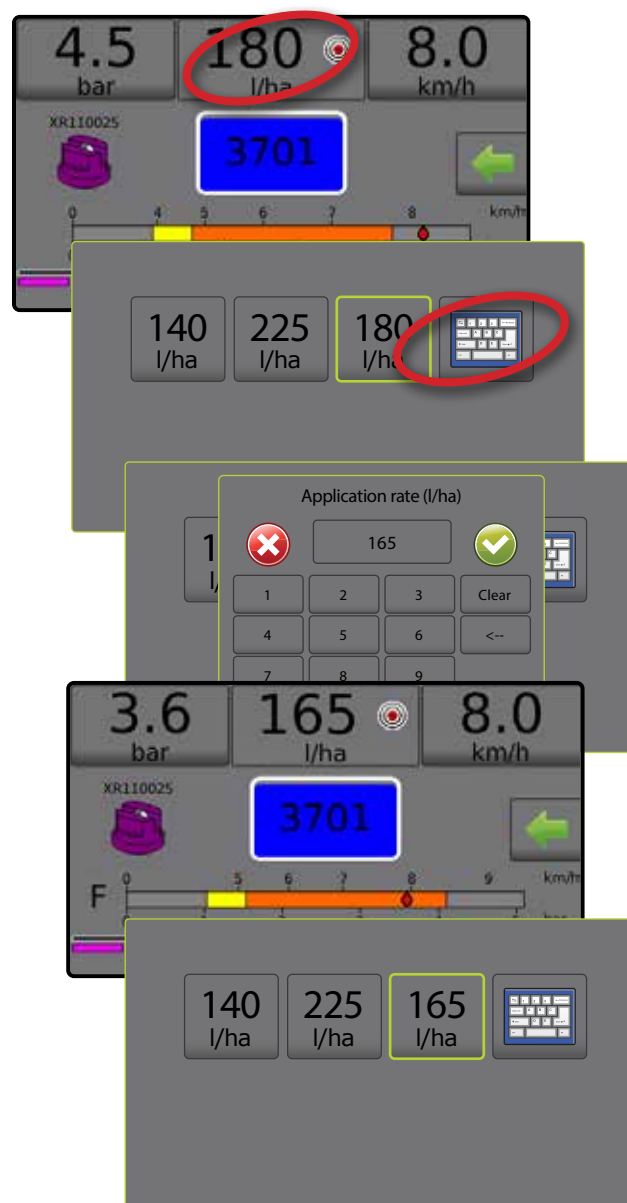 4.5 180 8.0
bar l/ha km/h
XR110025
3701
0 4 5 6 7 8 km/h
140 225 180
l/ha l/ha l/ha
Application rate (l/ha)
165
1 2 3 Clear
4 5 6 <--
7 8 9
3.6 165 8.0
bar l/ha km/h
XR110025
3701
F 0 5 6 7 8 9 km/h
140 225 165
l/ha l/ha l/ha